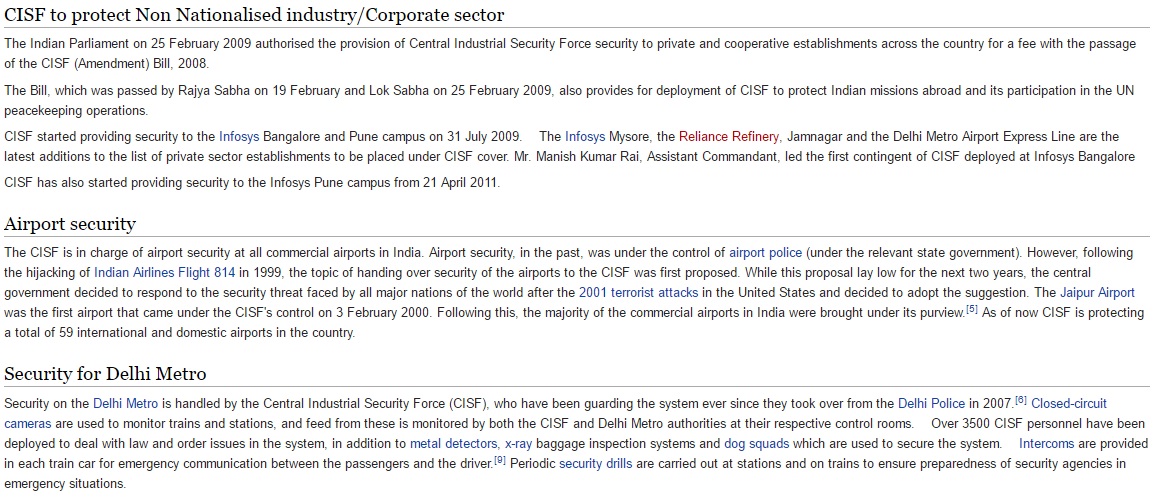 CISF to protect Non Nationalised industry/Corporate sector
The Indian Parliament on 25 February 2009 authorised the provision of Central Industrial Security Force security to private and cooperative establishments across the country for a fee with the passage
of the CISF (Amendment) Bill, 2008.
The Bill, which was passed by Rajya Sabha on 19 February and Lok Sabha on 25 February 2009, also provides for deployment of CISF to protect Indian missions abroad and its participation in the UN
peacekeeping operations.
CISF started providing security to the Infosys Bangalore and Pune campus on 31 July 2009. The Infosys Mysore, the Reliance Refinery, Jamnagar and the Delhi Metro Airport Express Line are the
latest additions to the list of private sector establishments to be placed under CISF cover. Mr. Manish Kumar Rai, Assistant Commandant, led the first contingent of CISF deployed at Infosys Bangalore
CISF has also started providing security to the Infosys Pune campus from 21 April 2011.
Airport security
The CISF is in charge of airport security at all commercial airports in India. Airport security, in the past, was under the control of airport police (under the relevant state government). However, following
the hijacking of Indian Airlines Flight 814 in 1999, the topic of handing over security of the airports to the CISF was first proposed. While this proposal lay low for the next two years, the central
government decided to respond to the security threat faced by all major nations of the world after the 2001 terrorist attacks in the United States and decided to adopt the suggestion. The Jaipur Airport
was the first airport that came under the CISF's control on 3 February 2000. Following this, the majority of the commercial airports in India were brought under its purview.[5] As of now CISF is protecting
a total of 59 international and domestic airports in the country.
Security for Delhi Metro
Security on the Delhi Metro is handled by the Central Industrial Security Force (CISF), who have been guarding the system ever since they took over from the Delhi Police in 2007.[6] Closed-circuit
cameras are used to monitor trains and stations, and feed from these is monitored by both the CISF and Delhi Metro authorities at their respective control rooms. Over 3500 CISF personnel have been
deployed to deal with law and order issues in the system, in addition to metal detectors, x-ray baggage inspection systems and dog squads which are used to secure the system. Intercoms are provided
in each train car for emergency communication between the passengers and the driver.[9] Periodic security drills are carried out at stations and on trains to ensure preparedness of security agencies in
emergency situations.